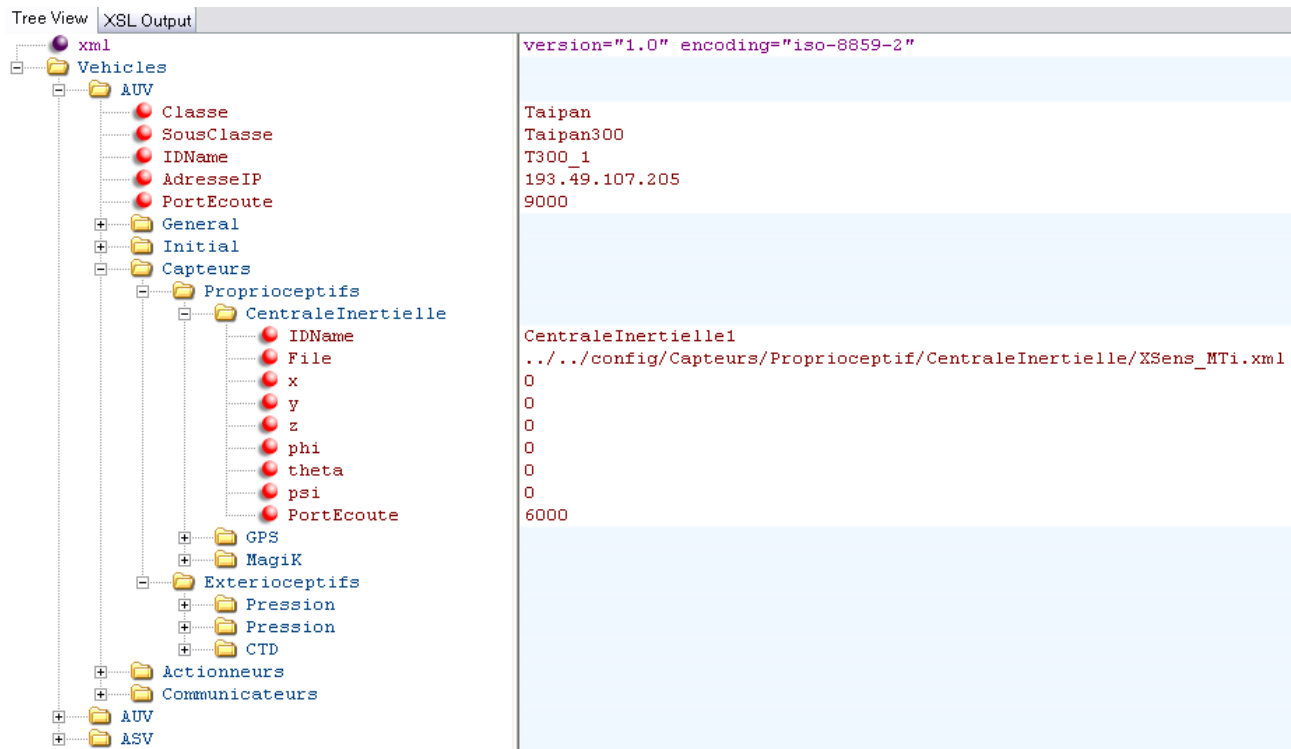 Tree View XSL Output
xml version="1.0" encoding="iso-8859-2"
Vehicles
AUV
Classe Taipan
SousClasse Taipan300
IDName T300_1
AdresseIP 193.49.107.205
PortEcoute 9000
General
Initial
Capteurs
Proprioceptifs
CentraleInertielle
IDName CentraleInertielle1
File ../../config/Capteurs/Proprioceptif/CentraleInertielle/XSens_MTi.xml
x 0
y 0
z 0
phi 0
theta 0
psi 0
PortEcoute 6000
GPS
MagiK
Exterioceptifs
Pression
Pression
CTD
Actionneurs
Communicateurs
AUV
ASV